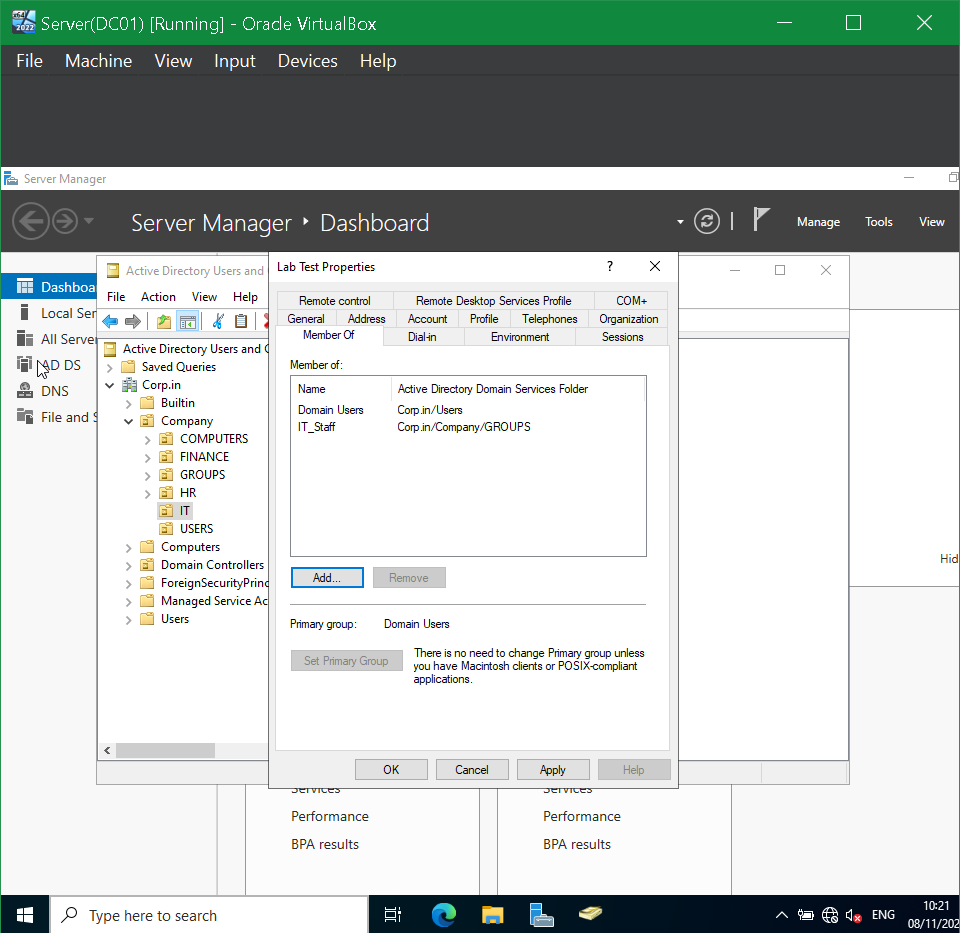 Server(DC01) [Running] - Oracle VirtualBox
File Machine View Input Devices Help
Server Manager
Server Manager Dashboard
Manage Tools View
Active Directory Users and
File Action View Help
Dashboa
Local Ser
All Server
AD DS
DNS
File and S
Active Directory Users and C
Saved Queries
Corp.in
Builtin
Company
COMPUTERS
FINANCE
GROUPS
HR
IT
USERS
Computers
Domain Controllers
ForeignSecurityPrinc
Managed Service Ac
Users
Lab Test Properties
Remote control Remote Desktop Services Profile COM+
General Address Account Profile Telephones Organization
Member Of Dial-in Environment Sessions
Member of:
Name Active Directory Domain Services Folder
Domain Users Corp.in/Users
IT_Staff Corp.in/Company/GROUPS
Add... Remove
Primary group: Domain Users
Set Primary Group
There is no need to change Primary group unless
you have Macintosh clients or POSIX-compliant
applications.
OK Cancel Apply Help
Hid
Services Services
Performance Performance
BPA results BPA results
Type here to search
ENG
10:21
08/11/202